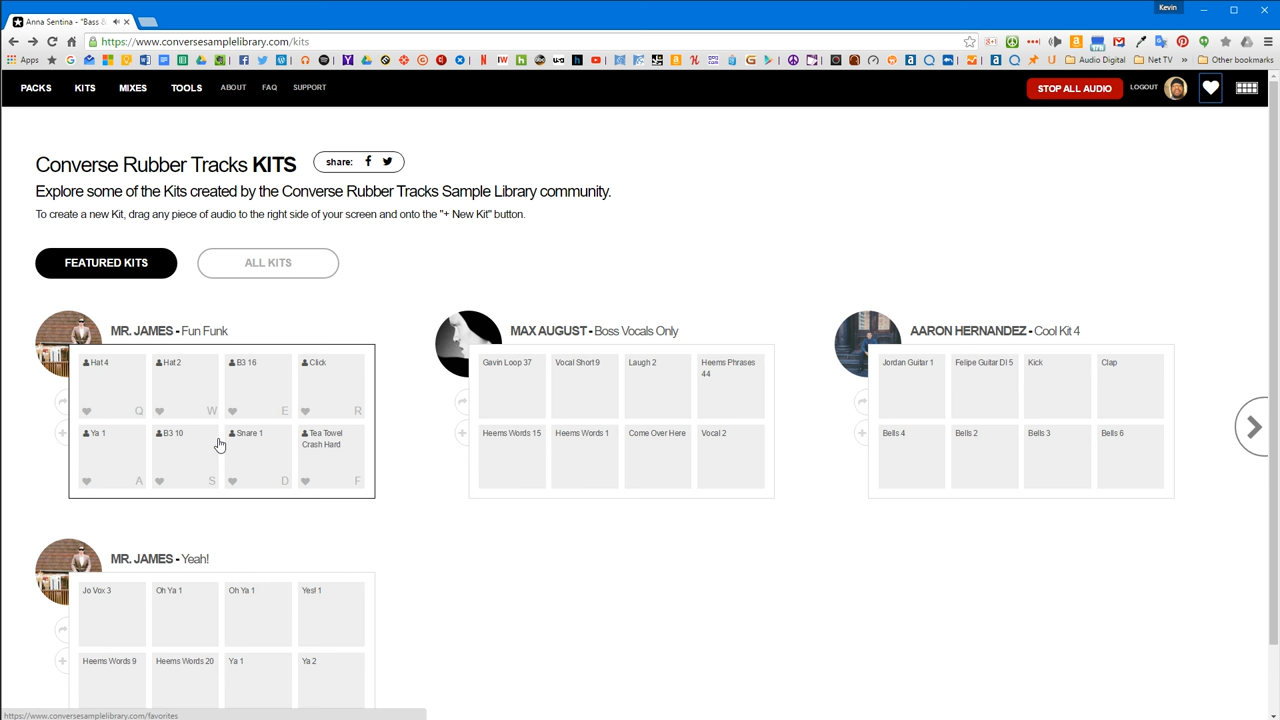 Kevin
Anna Sentina - "Bass &
https://www.conversesamplelibrary.com/kits
Apps
Audio Digital
Net TV
»
Other bookmarks
PACKS
KITS
MIXES
TOOLS
ABOUT
FAQ
SUPPORT
STOP ALL AUDIO
LOGOUT
Converse Rubber Tracks KITS
share:
Explore some of the Kits created by the Converse Rubber Tracks Sample Library community.
To create a new Kit, drag any piece of audio to the right side of your screen and onto the "+ New Kit" button.
FEATURED KITS
ALL KITS
MR. JAMES - Fun Funk
Hat 4
Hat 2
B3 16
Click
Q
W
E
R
Ya 1
B3 10
Snare 1
Tea Towel
Crash Hard
A
S
D
F
MAX AUGUST - Boss Vocals Only
Gavin Loop 37
Vocal Short 9
Laugh 2
Heems Phrases
44
Heems Words 15
Heems Words 1
Come Over Here
Vocal 2
AARON HERNANDEZ - Cool Kit 4
Jordan Guitar 1
Felipe Guitar DI 5
Kick
Clap
Bells 4
Bells 2
Bells 3
Bells 6
MR. JAMES - Yeah!
Jo Vox 3
Oh Ya 1
Oh Ya 1
Yes! 1
Heems Words 9
Heems Words 20
Ya 1
Ya 2
https://www.conversesamplelibrary.com/favorites